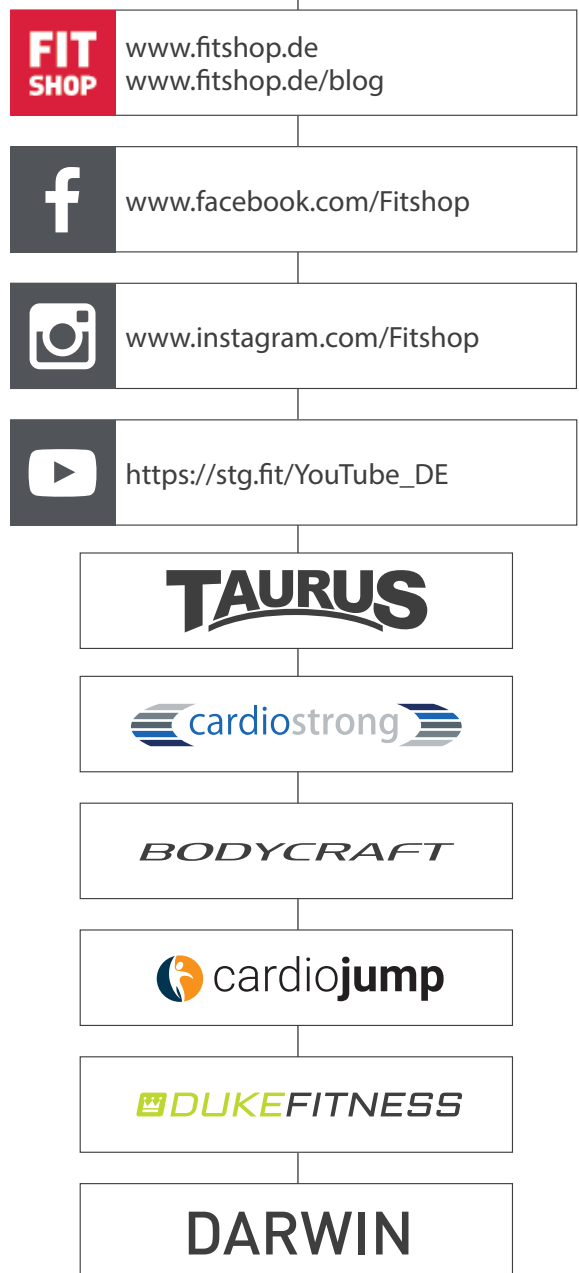 FIT
SHOP
www.fitshop.de
www.fitshop.de/blog
f
www.facebook.com/Fitshop
www.instagram.com/Fitshop
https://stg.fit/YouTube_DE
TAURUS
cardiostrong
BODYCRAFT
cardiojump
DUKEFITNESS
DARWIN